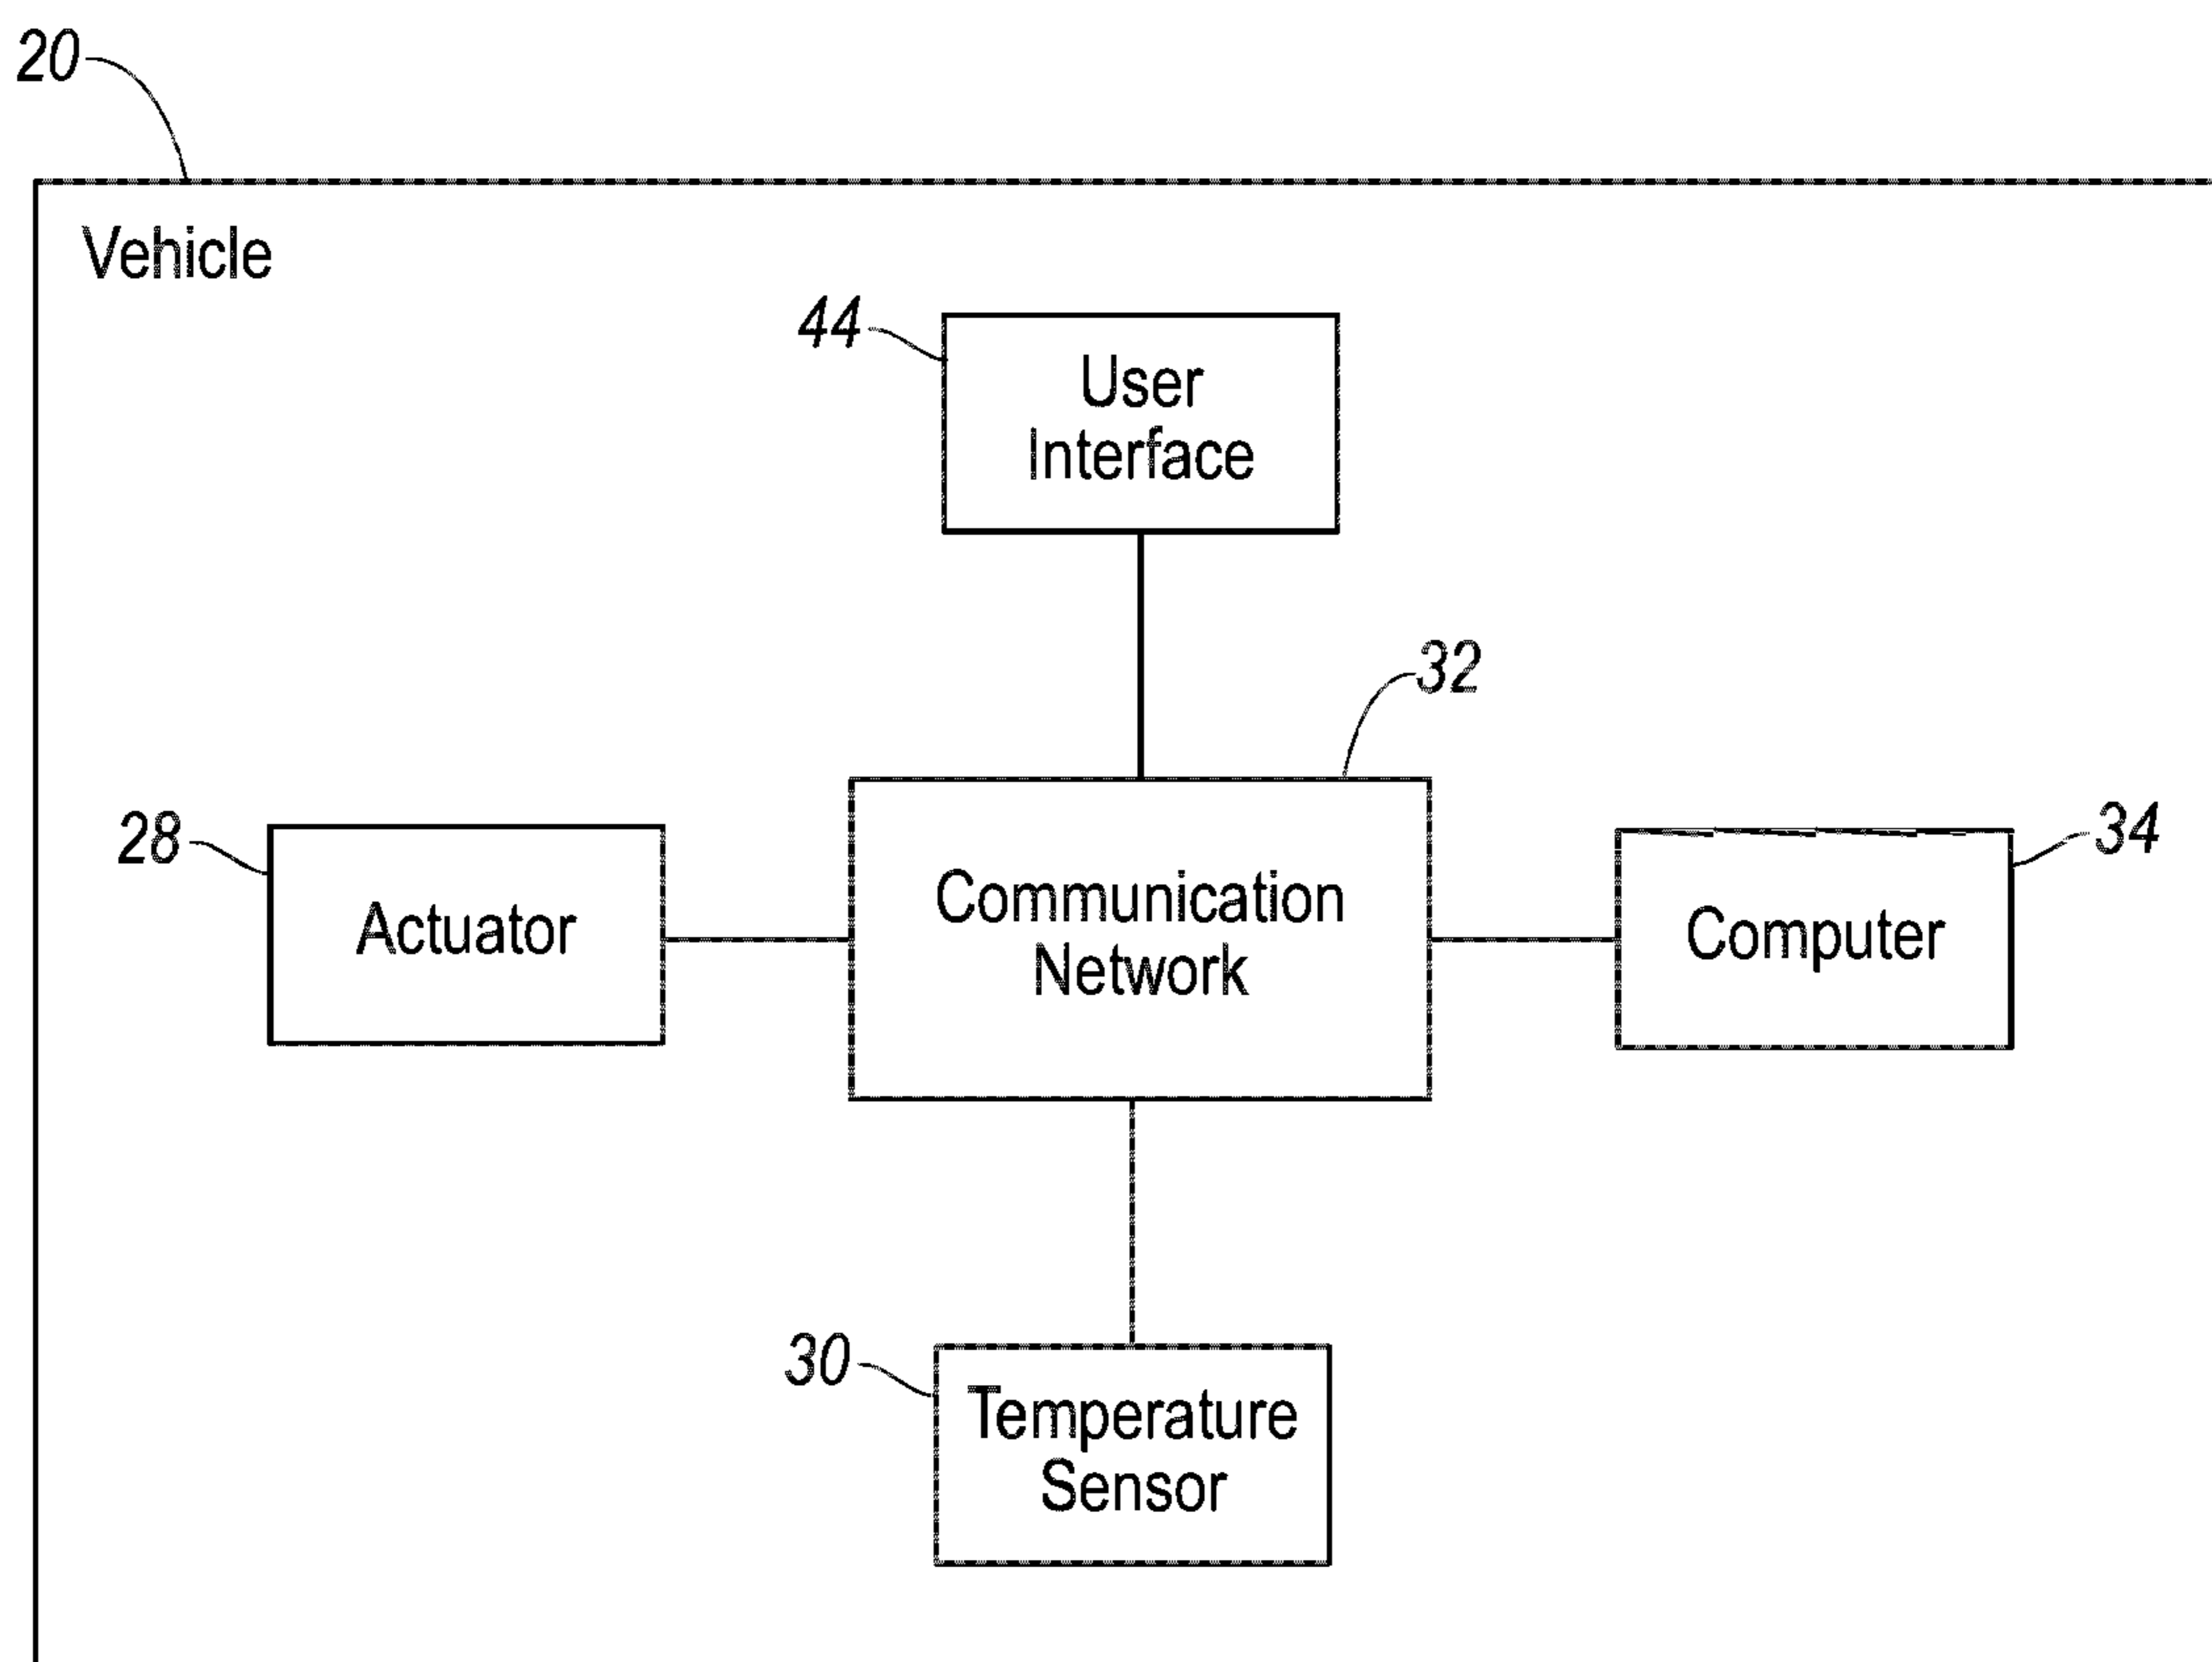 20
Vehicle
44
User
Interface
32
28
Actuator
Communication
Network
34
Computer
30
Temperature
Sensor